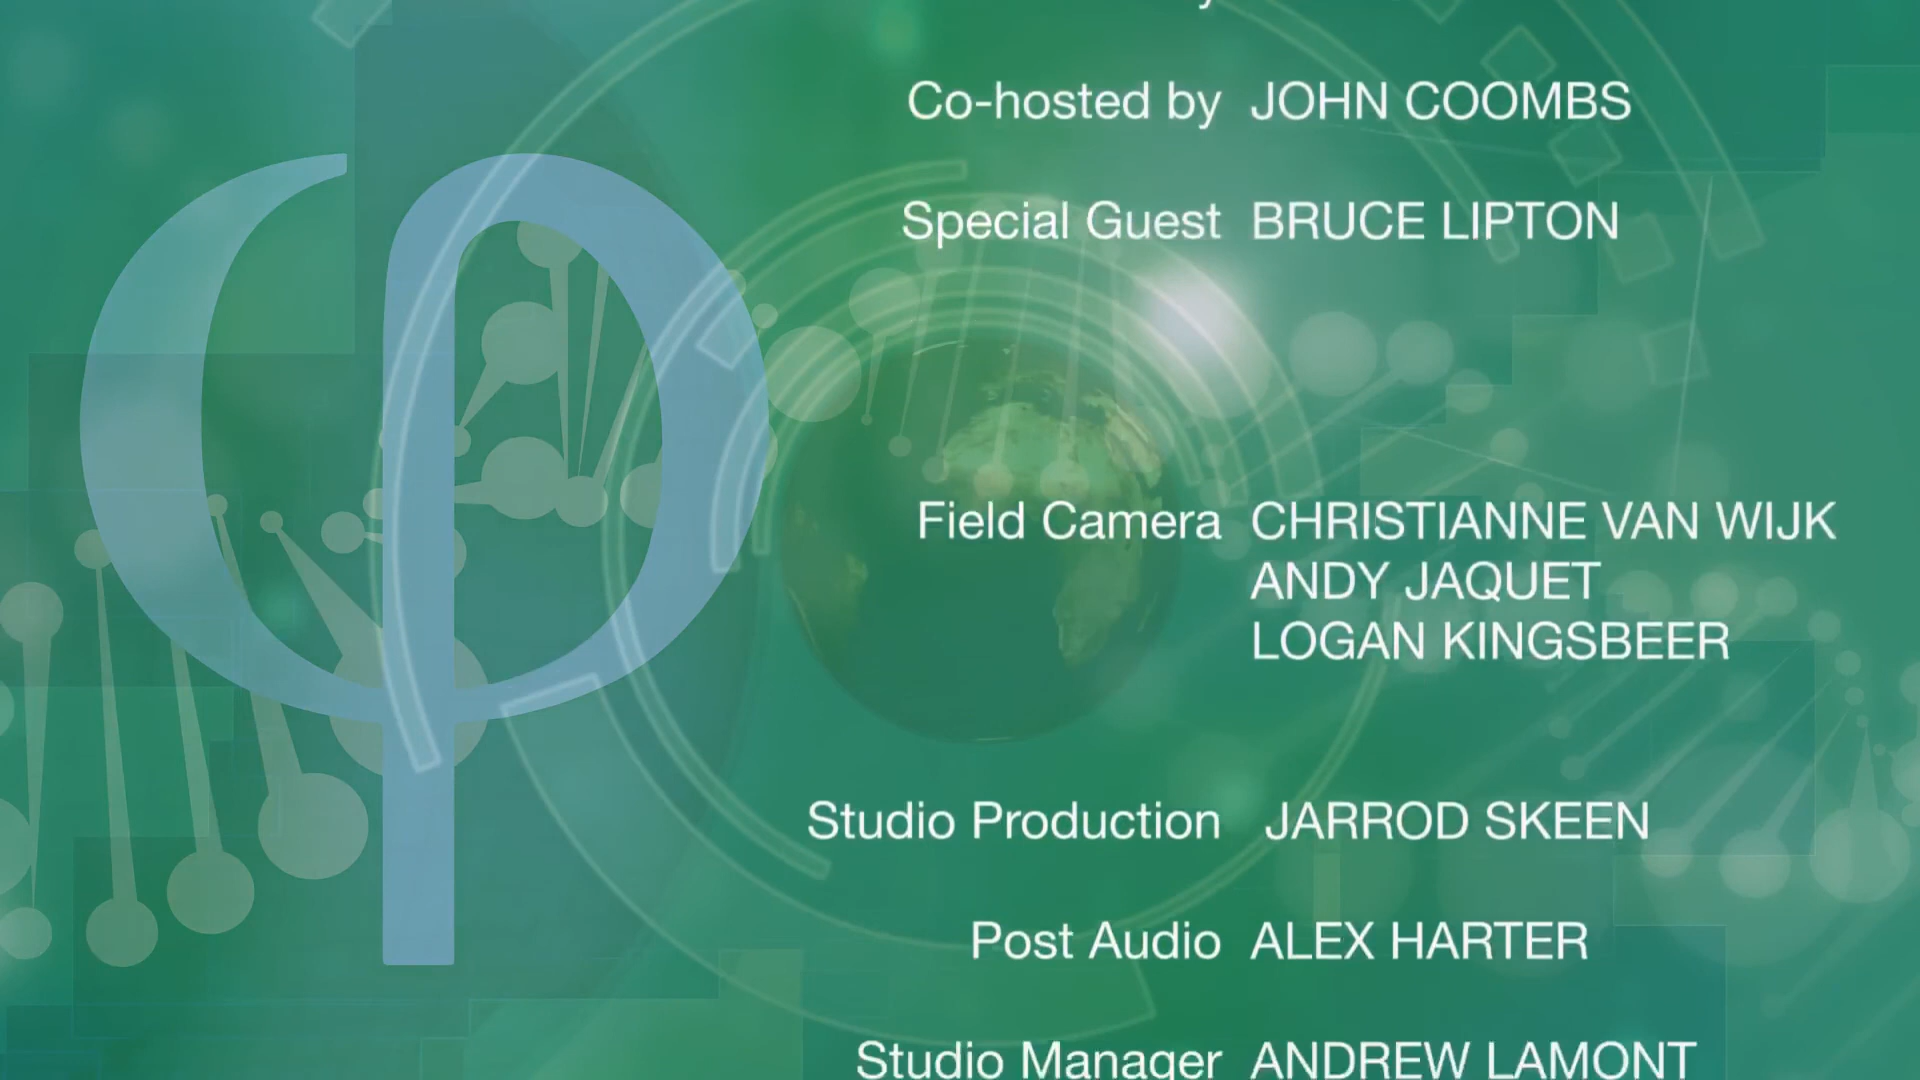 Co-hosted by JOHN COOMBS
Special Guest BRUCE LIPTON
Field Camera CHRISTIANNE VAN WIJK
ANDY JAQUET
LOGAN KINGSBEER
Studio Production JARROD SKEEN
Post Audio ALEX HARTER
Studio Manager ANDREW LAMONT